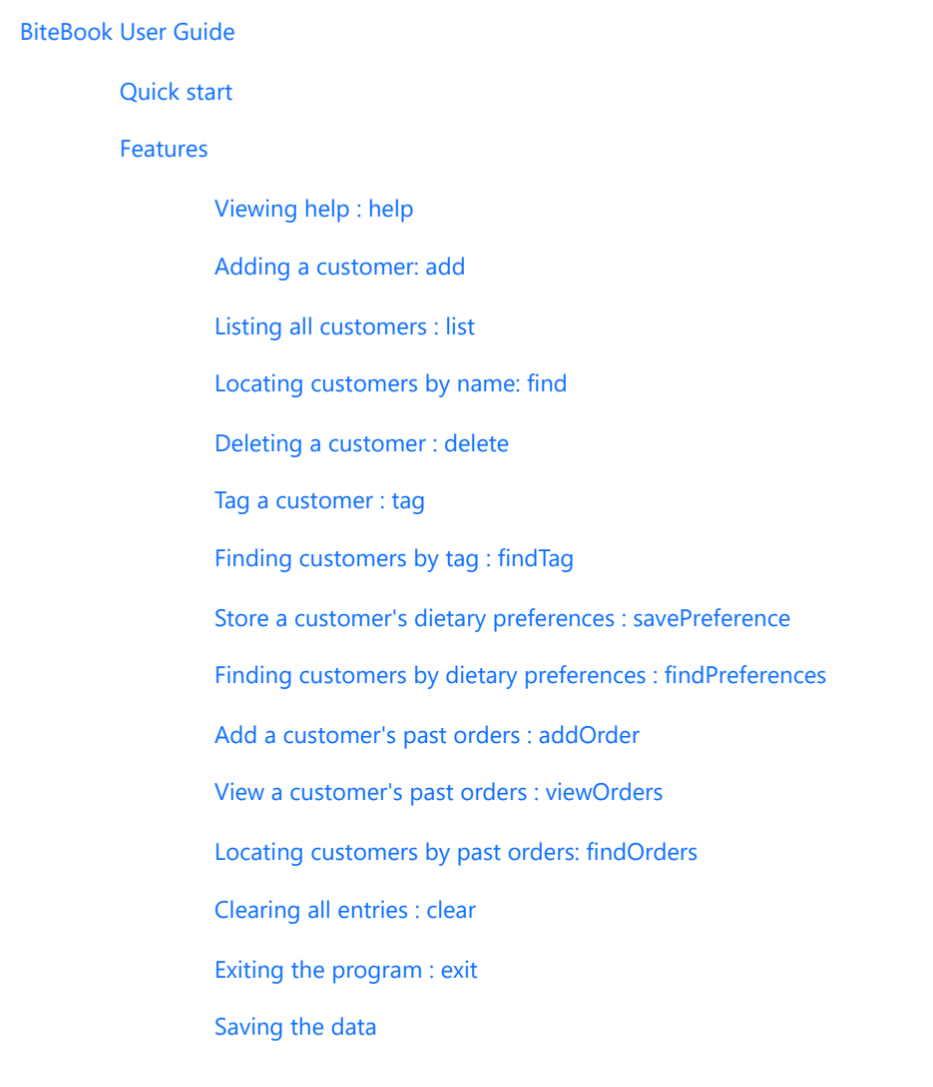 BiteBook User Guide
Quick start
Features
Viewing help : help
Adding a customer: add
Listing all customers : list
Locating customers by name: find
Deleting a customer : delete
Tag a customer : tag
Finding customers by tag : findTag
Store a customer's dietary preferences : savePreference
Finding customers by dietary preferences : findPreferences
Add a customer's past orders : addOrder
View a customer's past orders : viewOrders
Locating customers by past orders: findOrders
Clearing all entries : clear
Exiting the program : exit
Saving the data